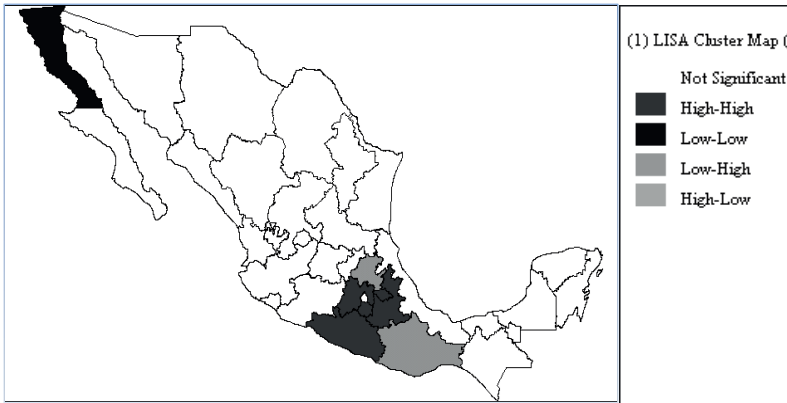 (1) LISA Cluster Map (
Not Significant
High-High
Low-Low
Low-High
High-Low